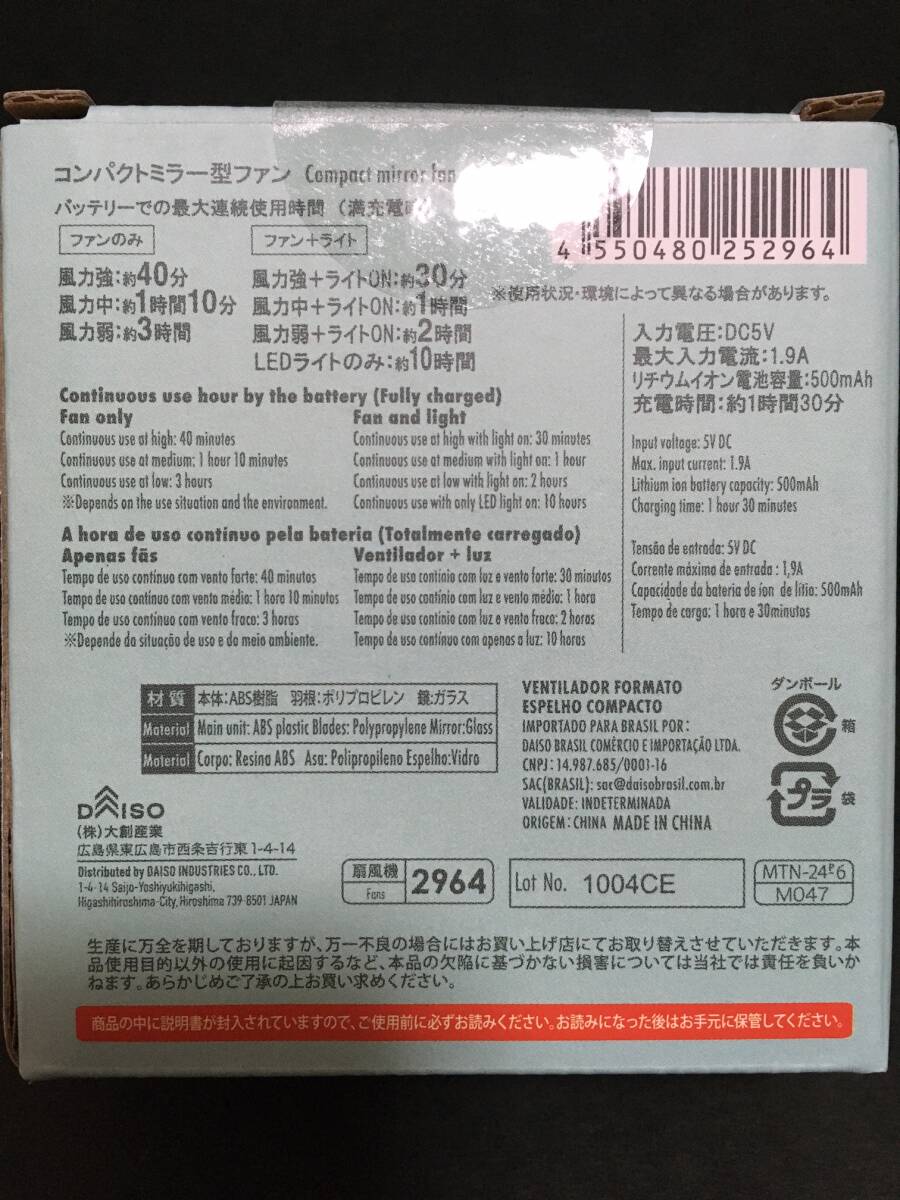 コンパクトミラー型ファン Compact mirror fan
バッテリーでの最大連続使用時間（満充電
ファンのみ
風力強:約40分
風力中:約1時間10分
風力弱:約3時間
ファン+ライト
風力強+ライトON:約30分
風力中+ライトON:約1時間
風力弱+ライトON:約2時間
LEDライトのみ:約10時間
4 550480 252964
※使用状況・環境によって異なる場合があります。
入力電圧:DC5V
最大入力電流:1.9A
リチウムイオン電池容量:500mAh
充電時間:約1時間30分
Continuous use hour by the battery (Fully charged)
Fan only
Continuous use at high: 40 minutes
Continuous use at medium: 1 hour 10 minutes
Continuous use at low: 3 hours
※Depends on the use situation and the environment.
Fan and light
Continuous use at high with light on: 30 minutes
Continuous use at medium with light on: 1 hour
Continuous use at low with light on: 2 hours
Continuous use with only LED light on: 10 hours
Input voltage: 5V DC
Max. input current: 1.9A
Lithium ion battery capacity: 500mAh
Charging time: 1 hour 30 minutes
A hora de uso contínuo pela bateria (Totalmente carregado)
Apenas fãs
Tempo de uso contínuo com vento forte: 40 minutos
Tempo de uso contínuo com vento médio: 1 hora 10 minutos
Tempo de uso contínuo com vento fraco: 3 horas
※Depende da situação de uso e do meio ambiente.
Ventilador + luz
Tempo de uso contínio com luz e vento forte: 30 minutos
Tempo de uso contínio com luz e vento médio: 1 hora
Tempo de uso contínio com luz e vento fraco: 2 horas
Tempo de uso contínuo com apenas a luz: 10 horas
Tensão de entrada: 5V DC
Corrente máxima de entrada : 1,9A
Capacidade da bateria de íon de lítio: 500mAh
Tempo de carga: 1 hora e 30minutos
材質 本体:ABS樹脂 羽根:ポリプロピレン 鏡:ガラス
Material Main unit: ABS plastic Blades: Polypropylene Mirror:Glass
Material Corpo: Resina ABS Asa: Polipropileno Espelho:Vidro
VENTILADOR FORMATO
ESPELHO COMPACTO
IMPORTADO PARA BRASIL POR:
DAISO BRASIL COMÉRCIO E IMPORTAÇÃO LTDA.
CNPJ: 14.987.685/0001-16
SAC(BRASIL): sac@daisobrasil.com.br
VALIDADE: INDETERMINADA
ORIGEM: CHINA MADE IN CHINA
ダンボール
箱
プラ
袋
DAISO
(株)大創産業
広島県東広島市西条吉行東1-4-14
Distributed by DAISO INDUSTRIES CO., LTD.
1-4-14 Saijo-Yoshiyukihigashi,
Higashihiroshima-City, Hiroshima 739-8501 JAPAN
扇風機
Fans
2964
Lot No. 1004CE
MTN-24P6
M047
生産に万全を期しておりますが、万一不良の場合にはお買い上げ店にてお取り替えさせていただきます。本
品使用目的以外の使用に起因するなど、本品の欠陥に基づかない損害については当社では責任を負いか
ねます。あらかじめご了承の上お買い求めください。
商品の中に説明書が封入されていますので、ご使用前に必ずお読みください。お読みになった後はお手元に保管してください。